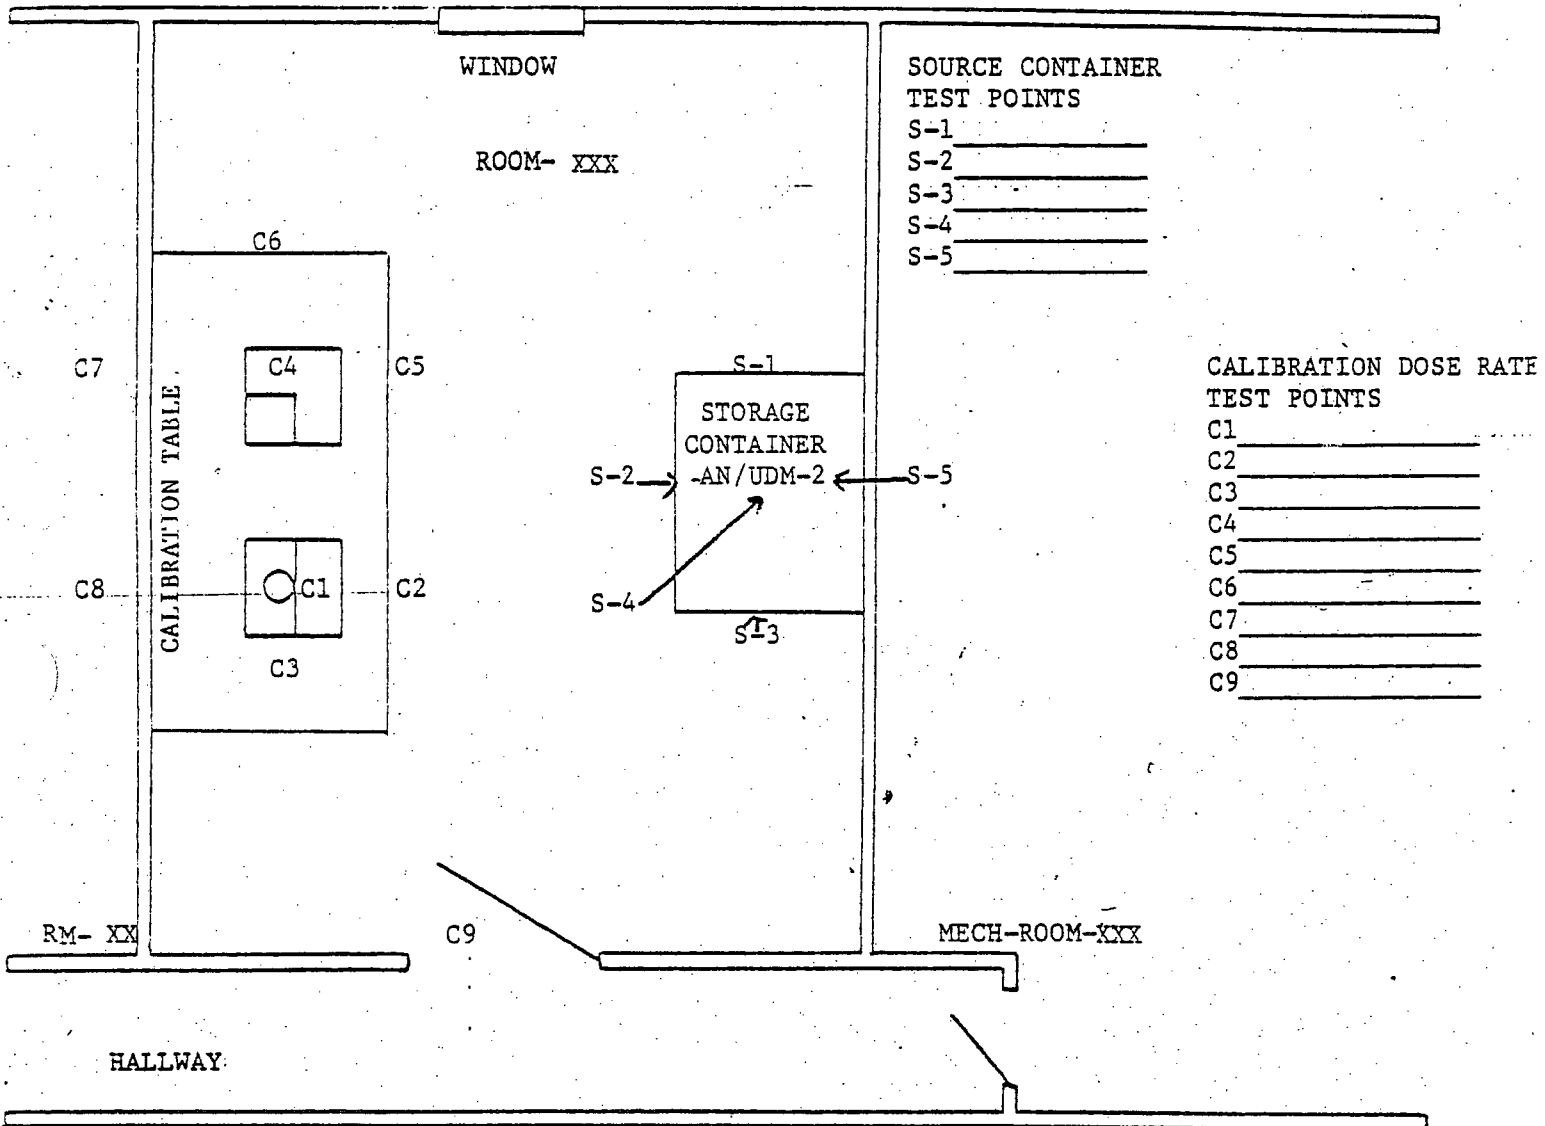 WINDOW
ROOM- XXX
SOURCE CONTAINER
TEST POINTS
S-1
S-2
S-3
S-4
S-5
C6
C7
C4
C5
CALIBRATION TABLE
C8
C1
C2
C3
S-1
STORAGE
CONTAINER
AN/UDM-2
S-2
S-5
S-4
S-3
CALIBRATION DOSE RATE
TEST POINTS
C1
C2
C3
C4
C5
C6
C7
C8
C9
RM- XX
C9
MECH-ROOM-XXX
HALLWAY